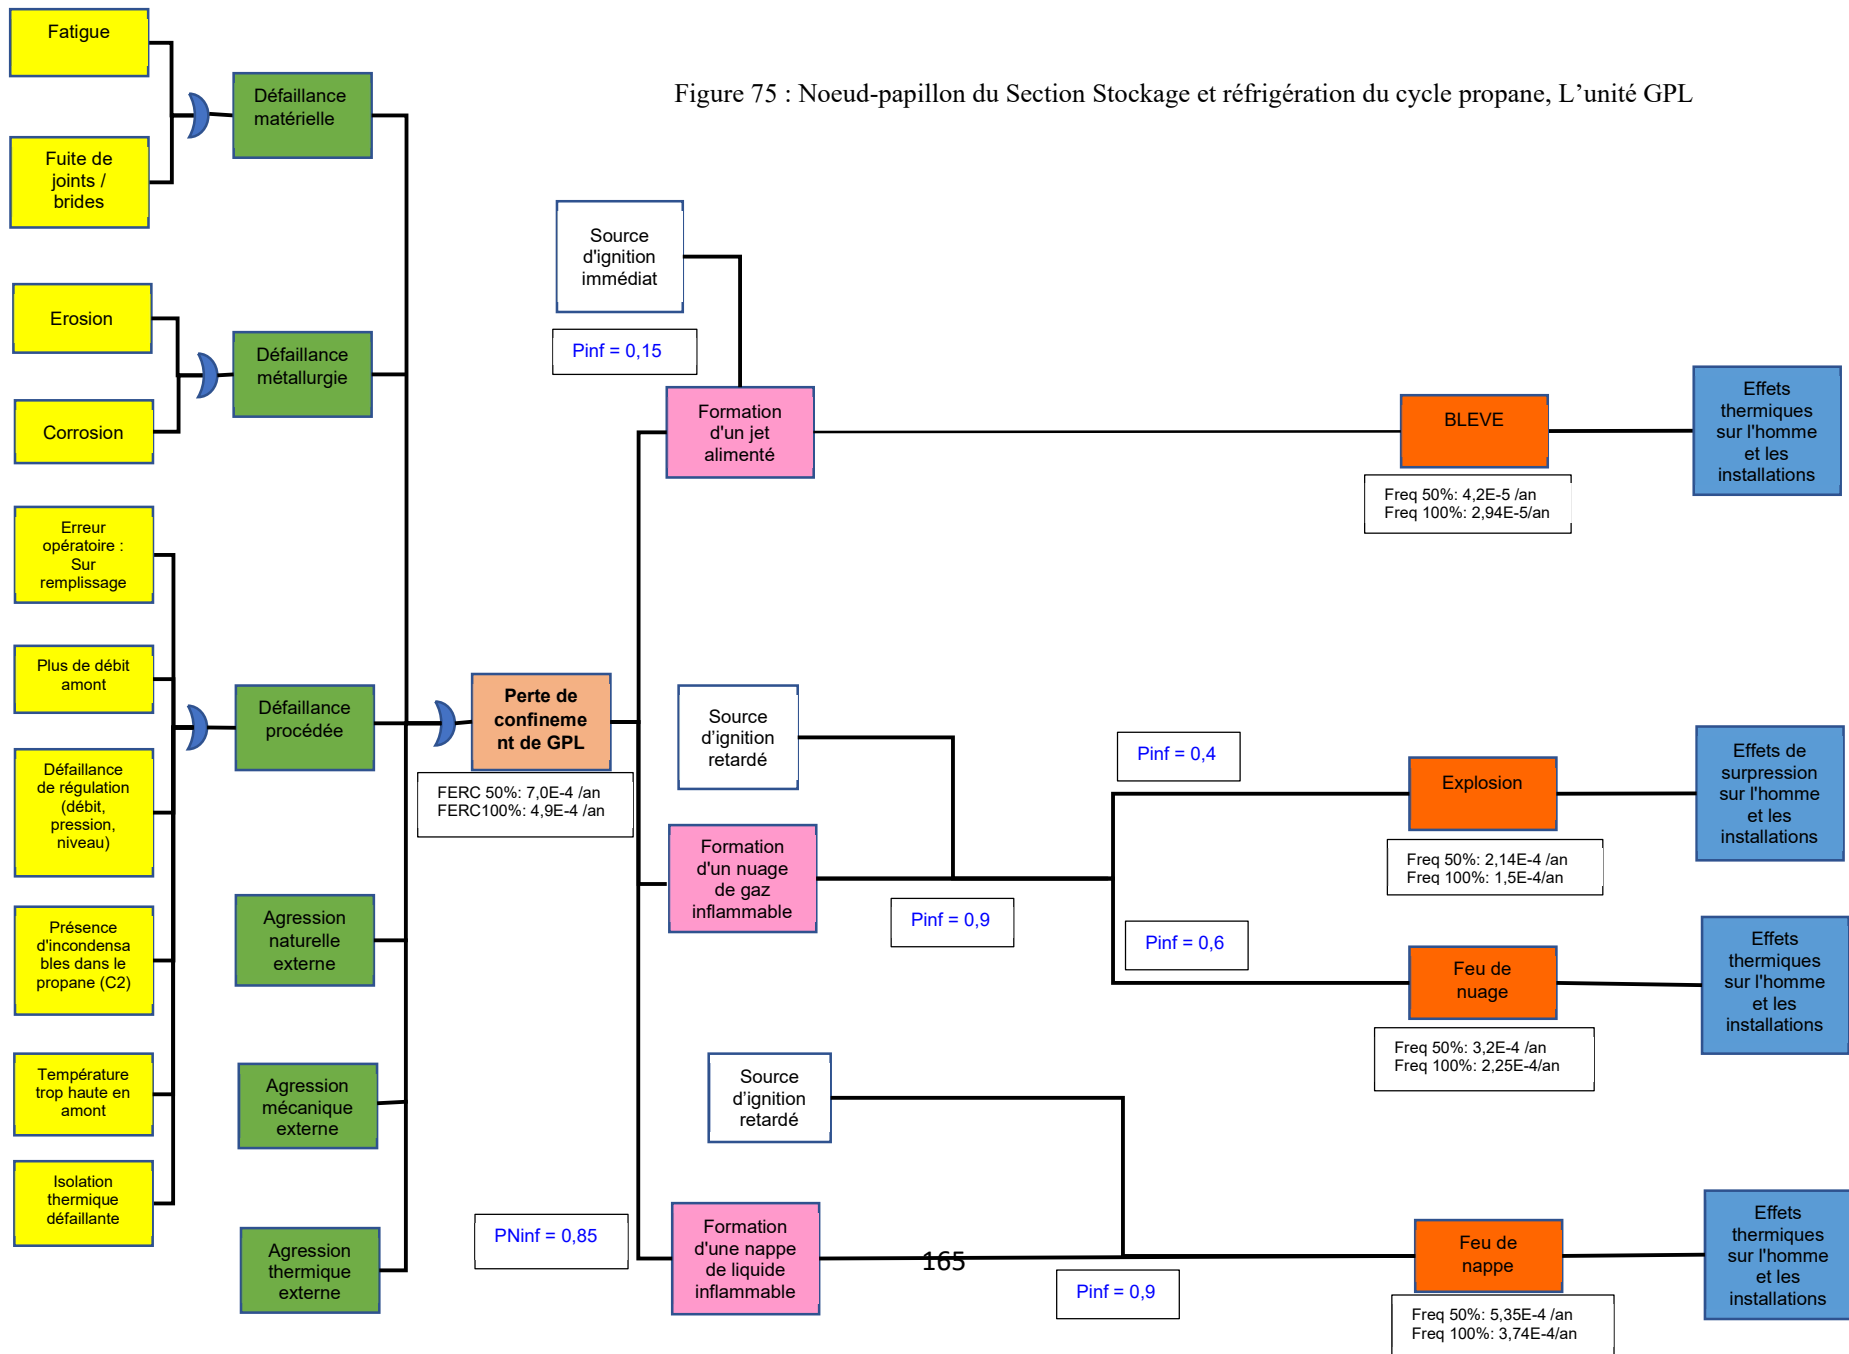 Figure 75 : Noeud-papillon du Section Stockage et réfrigération du cycle propane, L'unité GPL
Fatigue
Fuite de
joints /
brides
Erosion
Corrosion
Erreur
opératoire :
Sur
remplissage
Plus de débit
amont
Défaillance
de régulation
(débit,
pression,
niveau)
Présence
d'incondensa
bles dans le
propane (C2)
Température
trop haute en
amont
Isolation
thermique
défaillante
Défaillance
matérielle
Défaillance
métallurgie
Défaillance
procédée
Agression
naturelle
externe
Agression
mécanique
externe
Agression
thermique
externe
Perte de
confineme
nt de GPL
FERC 50%: 7,0E-4 /an
FERC100%: 4,9E-4 /an
Source
d'ignition
immédiat
Pinf = 0,15
Formation
d'un jet
alimenté
BLEVE
Freq 50%: 4,2E-5 /an
Freq 100%: 2,94E-5/an
Effets
thermiques
sur l'homme
et les
installations
Source
d'ignition
retardé
Formation
d'un nuage
de gaz
inflammable
Pinf = 0,9
Pinf = 0,4
Explosion
Freq 50%: 2,14E-4 /an
Freq 100%: 1,5E-4/an
Effets de
surpression
sur l'homme
et les
installations
Pinf = 0,6
Feu de
nuage
Freq 50%: 3,2E-4 /an
Freq 100%: 2,25E-4/an
Effets
thermiques
sur l'homme
et les
installations
Source
d'ignition
retardé
PNinf = 0,85
Formation
d'une nappe
de liquide
inflammable
165
Pinf = 0,9
Feu de
nappe
Freq 50%: 5,35E-4 /an
Freq 100%: 3,74E-4/an
Effets
thermiques
sur l'homme
et les
installations